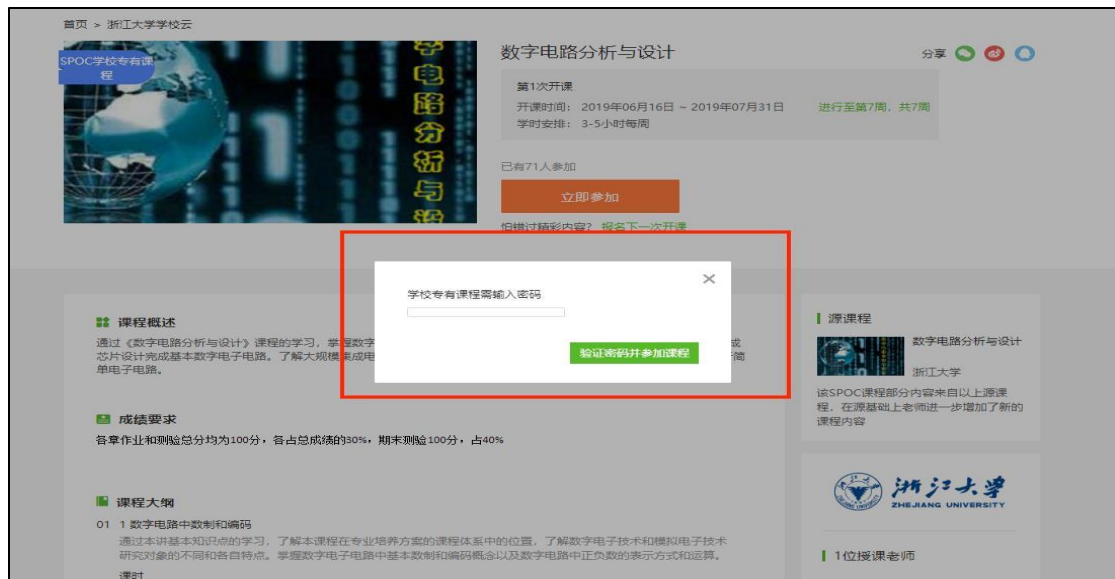 首页 > 浙江大学学校云
SPOC学校专有课
程
字电路分析与设
数字电路分析与设计
分享
第1次开课
开课时间： 2019年06月16日 ~ 2019年07月31日
进行至第7周，共7周
学时安排： 3-5小时每周
已有71人参加
立即参加
怕错过精彩内容？ 报名下一次开课
学校专有课程需输入密码
验证密码并参加课程
课程概述
通过《数字电路分析与设计》课程的学习，掌握数字
成
芯片设计完成基本数字电子电路。了解大规模集成电
简
单电子电路。
成绩要求
各章作业和测验总分均为100分，各占总成绩的30%，期末测验100分，占40%
课程大纲
01 1 数字电路中数制和编码
通过本讲基本知识点的学习，了解本课程在专业培养方案的课程体系中的位置，了解数字电子技术和模拟电子技术
研究对象的不同和各自特点。掌握数字电子电路中基本数制和编码概念以及数字电路中正负数的表示方式和运算。
课时
源课程
数字电路分析与设计
浙江大学
该SPOC课程部分内容来自以上源课
程，在源基础上老师进一步增加了新的
课程内容
浙江大学
ZHEJIANG UNIVERSITY
1位授课老师